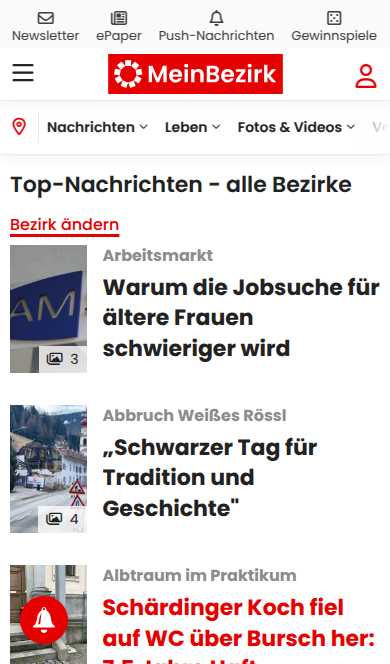 Newsletter ePaper Push-Nachrichten Gewinnspiele
MeinBezirk
Nachrichten Leben Fotos & Videos
Top-Nachrichten - alle Bezirke
Bezirk ändern
Arbeitsmarkt
Warum die Jobsuche für
ältere Frauen
schwieriger wird
AM
3
Abbruch Weißes Rössl
„Schwarzer Tag für
Tradition und
Geschichte"
4
Albtraum im Praktikum
Schärdinger Koch fiel
auf WC über Bursch her: